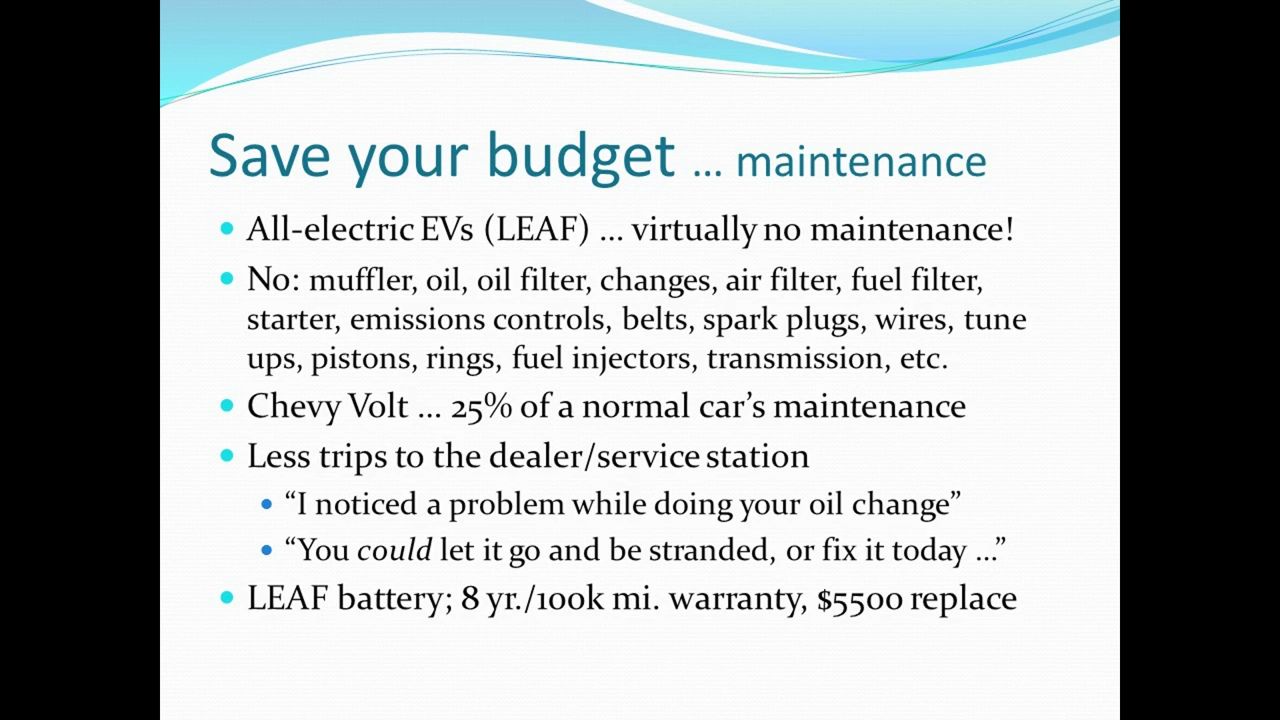 Save your budget ... maintenance
• All-electric EVs (LEAF) ... virtually no maintenance!
• No: muffler, oil, oil filter, changes, air filter, fuel filter,
starter, emissions controls, belts, spark plugs, wires, tune
ups, pistons, rings, fuel injectors, transmission, etc.
• Chevy Volt ... 25% of a normal car’s maintenance
• Less trips to the dealer/service station
• “I noticed a problem while doing your oil change”
• “You could let it go and be stranded, or fix it today ...”
• LEAF battery; 8 yr./100k mi. warranty, $5500 replace